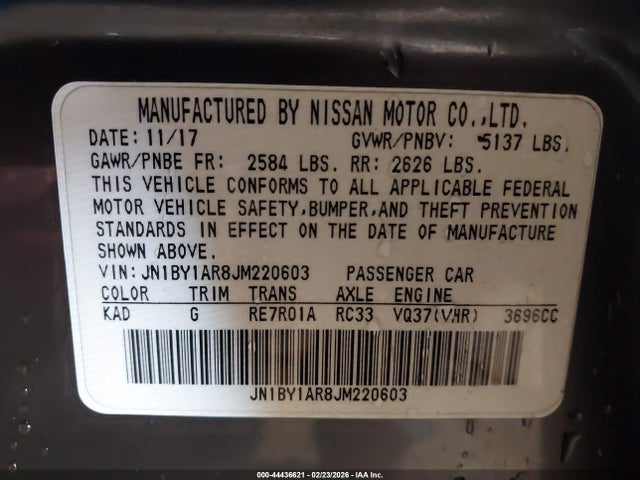 MANUFACTURED BY NISSAN MOTOR CO.,LTD.
DATE: 11/17 GVWR/PNBV: *5137 LBS.
GAWR/PNBE FR: 2584 LBS. RR: 2626 LBS.
THIS VEHICLE CONFORMS TO ALL APPLICABLE FEDERAL
MOTOR VEHICLE SAFETY,BUMPER,AND THEFT PREVENTION
STANDARDS IN EFFECT ON THE DATE OF MANUFACTURE
SHOWN ABOVE.
VIN: JN1BY1AR8JM220603 PASSENGER CAR
COLOR TRIM TRANS AXLE ENGINE
KAD G RE7R01A RC33 VQ37(VHR) 3696CC
JN1BY1AR8JM220603
000-44436621 - 02/23/2026 - IAA Inc.